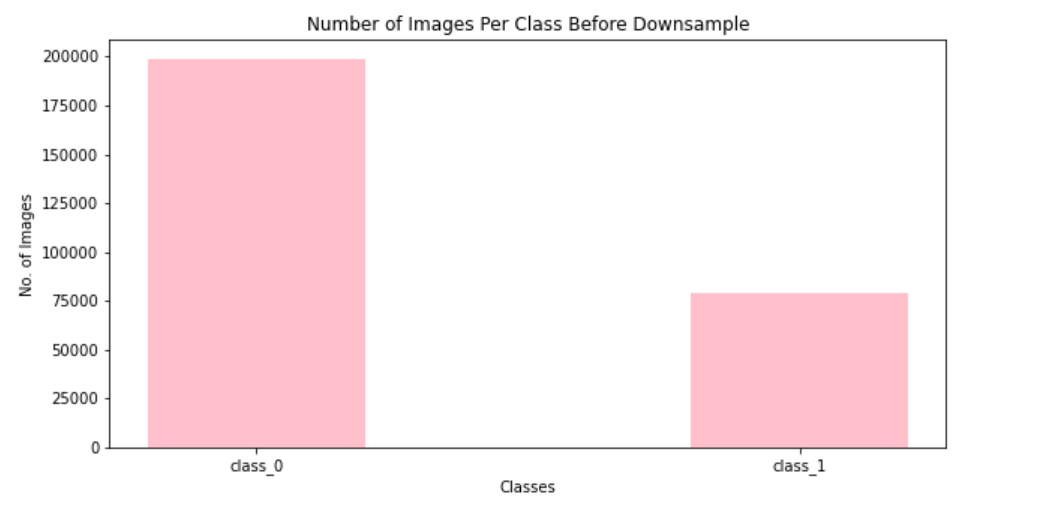 Number of Images Per Class Before Downsample
200000
175000
150000
125000
100000
75000
50000
25000
0
No. of Images
class_0 class_1
Classes